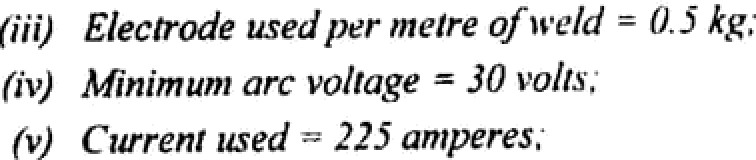 (iii) Electrode used per metre of weld = 0.5 kg;
(iv) Minimum arc voltage = 30 volts;
(v) Current used = 225 amperes;